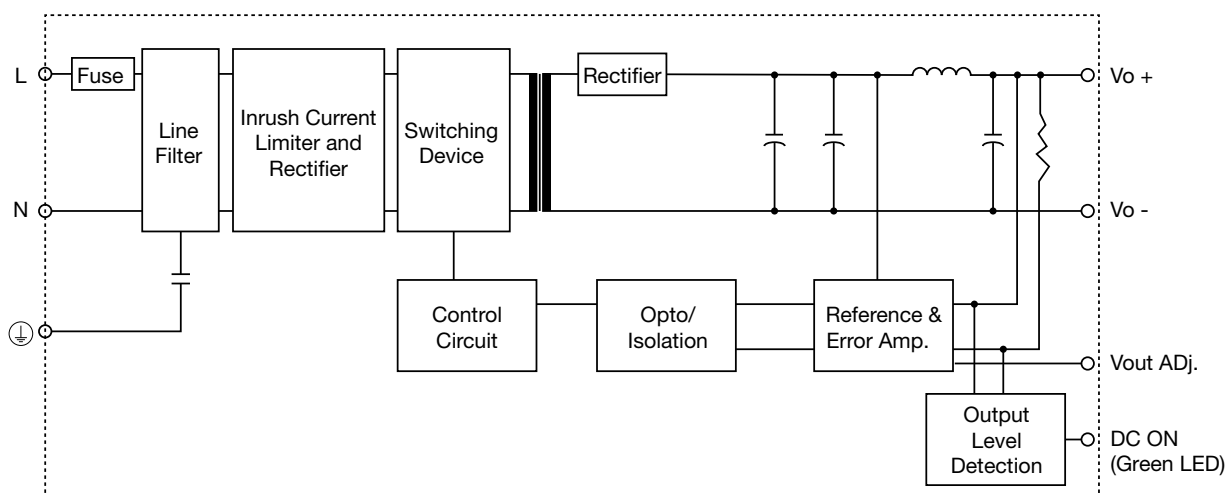 L
Fuse
Line
Filter
Inrush Current
Limiter and
Rectifier
Switching
Device
Rectifier
Vo +
N
Vo -
Control
Circuit
Opto/
Isolation
Reference &
Error Amp.
Vout ADj.
Output
Level
Detection
DC ON
(Green LED)